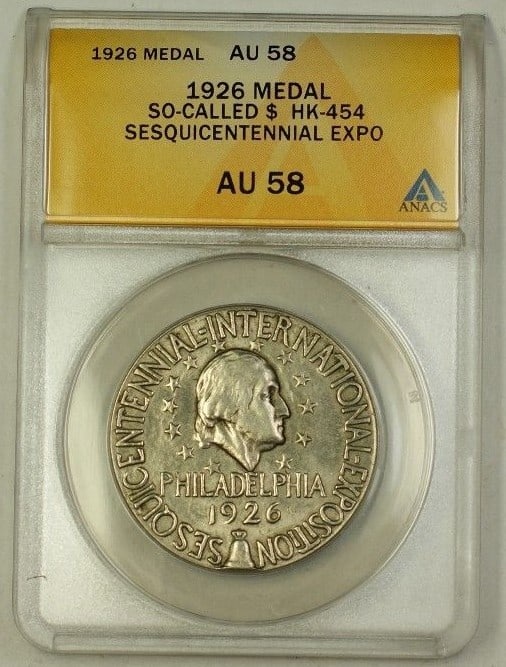 1926 MEDAL AU 58
1926 MEDAL
SO-CALLED $ HK-454
SESQUICENTENNIAL EXPO
AU 58
ANACS
SESQUICENTENNIAL-INTERNATIONAL-EXPOSITION
PHILADELPHIA
1926